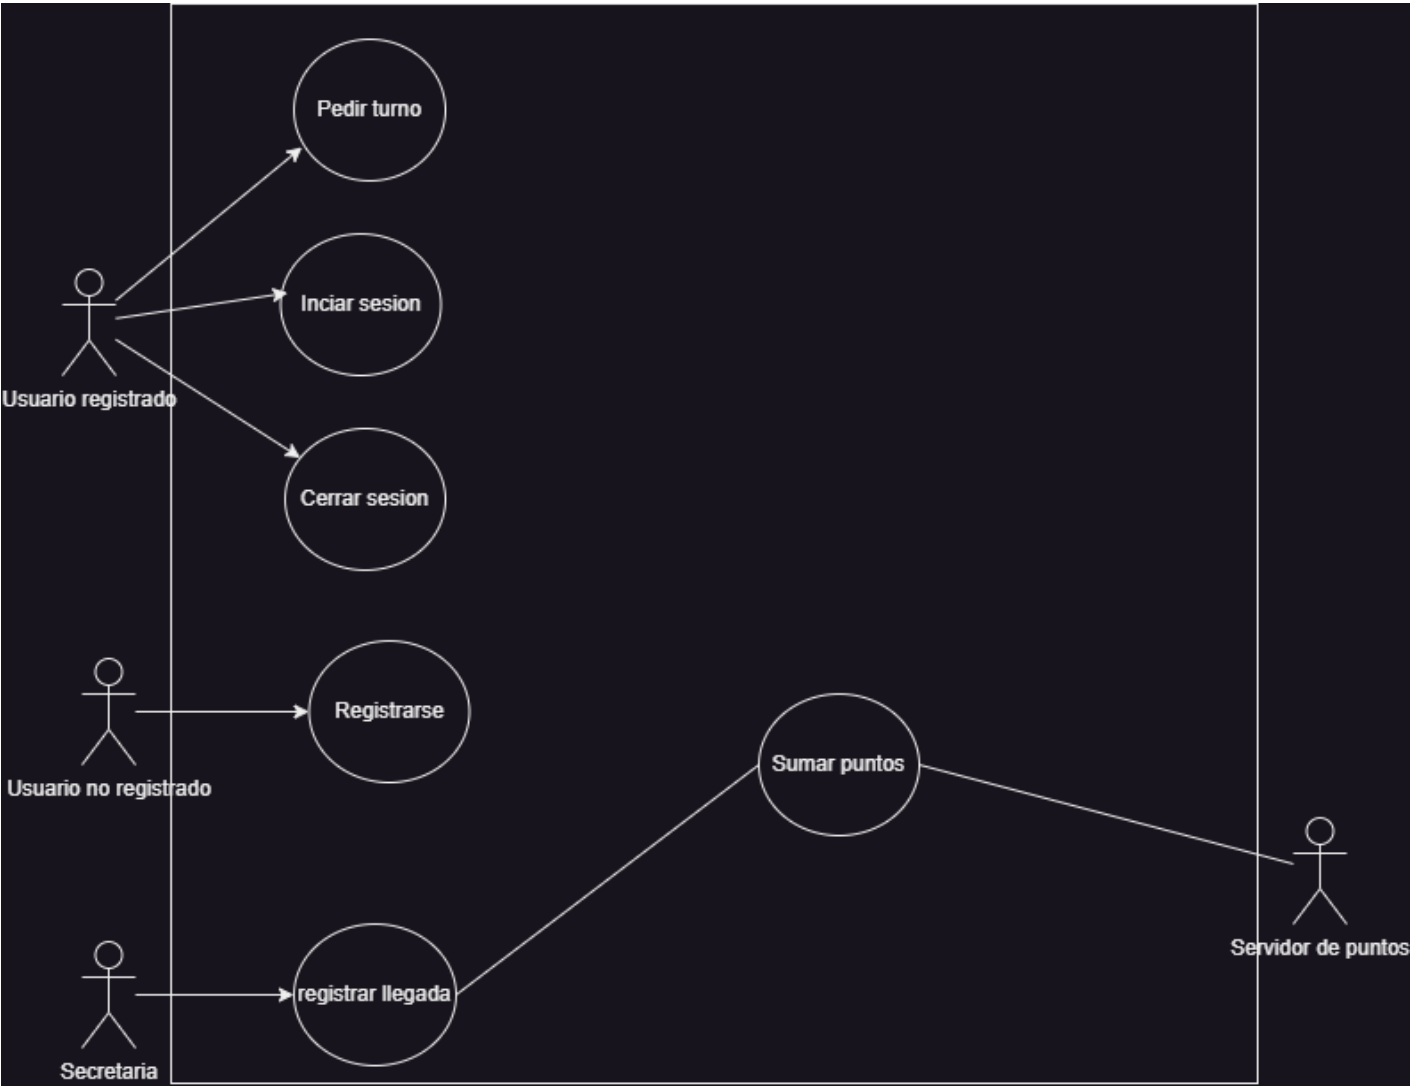 Pedir turno
Inciar sesion
Usuario registrado
Cerrar sesion
Registrarse
Sumar puntos
Usuario no registrado
Servidor de puntos
registrar llegada
Secretaria